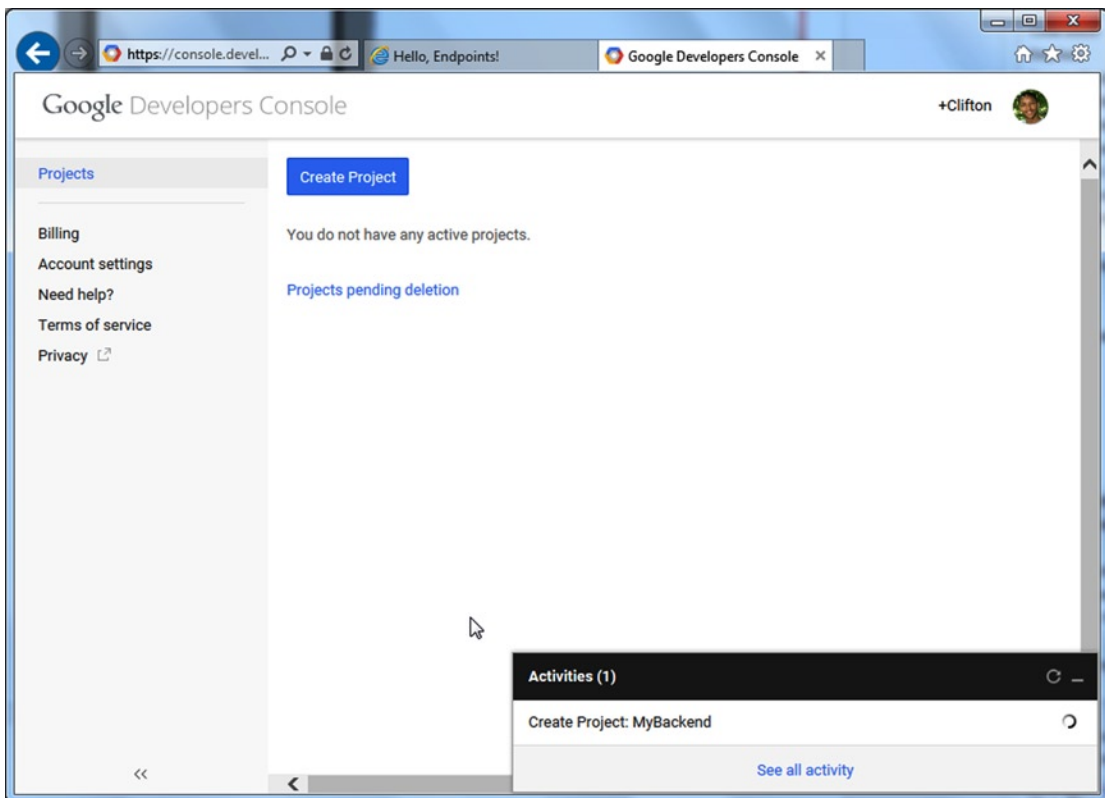 https://console.devel...
Hello, Endpoints!
Google Developers Console
Google Developers Console
+Clifton
Projects
Create Project
Billing
You do not have any active projects.
Account settings
Need help?
Projects pending deletion
Terms of service
Privacy
Activities (1)
Create Project: MyBackend
See all activity